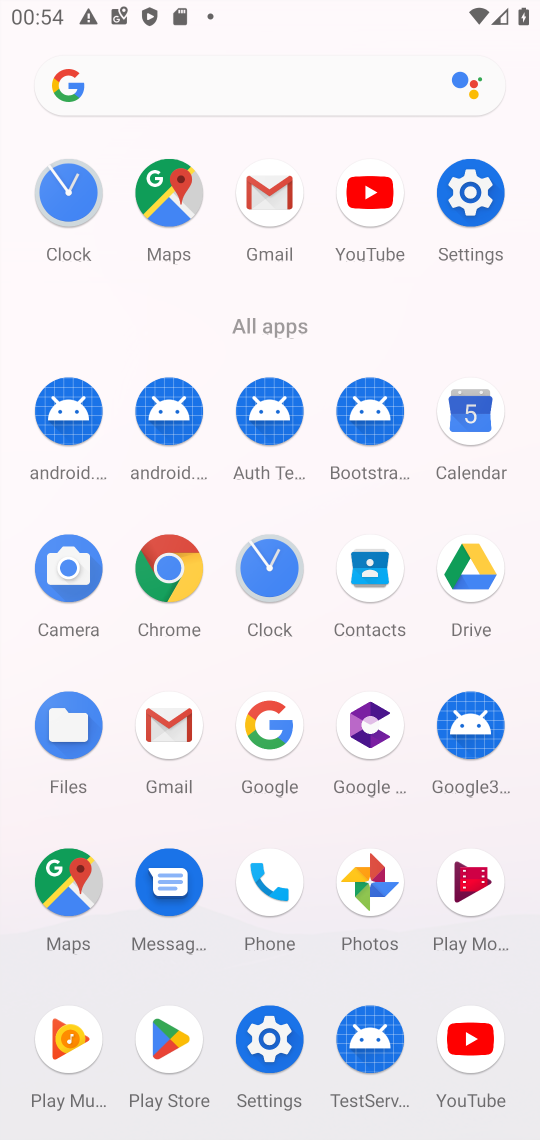 00:54
Clock Maps Gmail YouTube Settings
All apps
android.… android.… Auth Te… Bootstra… Calendar
5
Camera Chrome Clock Contacts Drive
Files Gmail Google Google … Google3…
Maps Messag… Phone Photos Play Mo…
Play Mu… Play Store Settings TestServ… YouTube